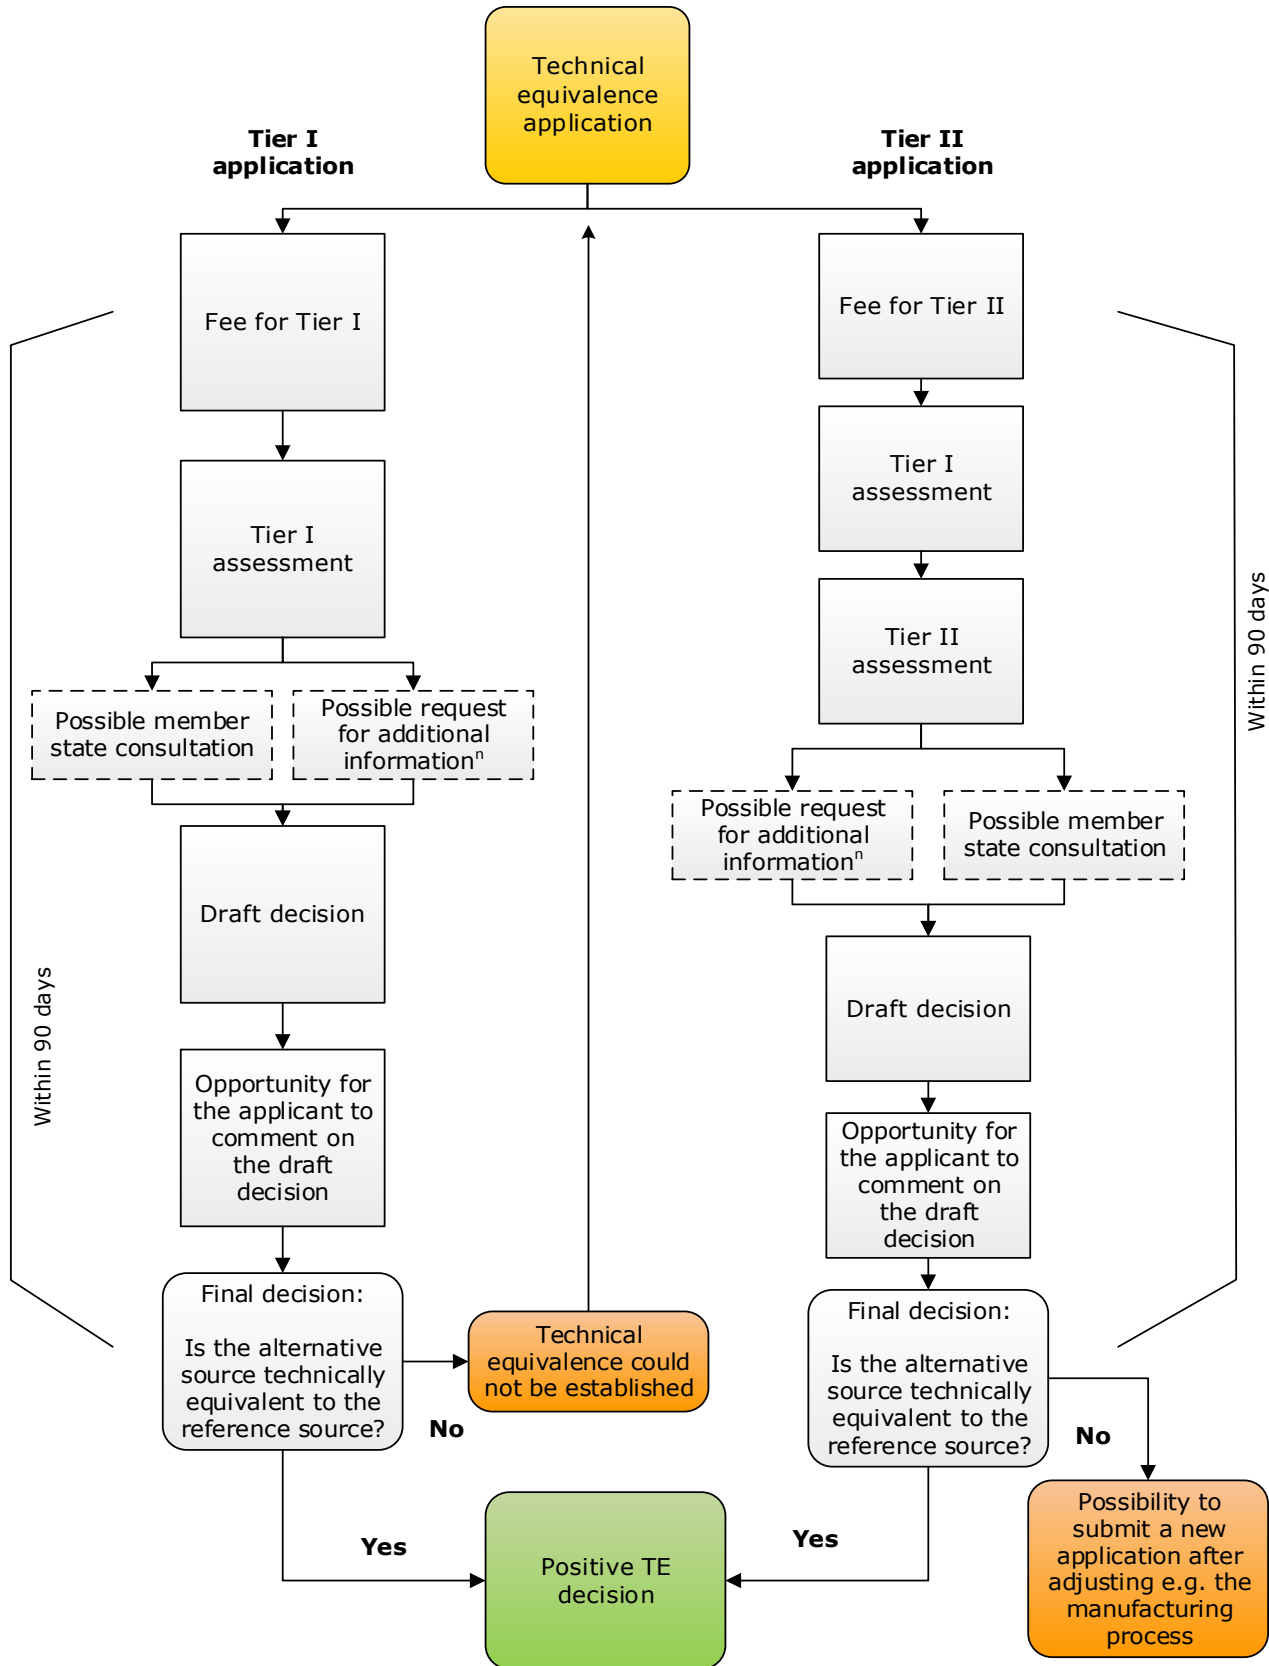 Technical
equivalence
application
Tier I
application
Fee for Tier I
Tier I
assessment
Possible member
state consultation
Possible request
for additional
informationⁿ
Draft decision
Opportunity for
the applicant to
comment on
the draft
decision
Final decision:
Is the alternative
source technically
equivalent to the
reference source?
Within 90 days
No
Technical
equivalence could
not be established
Yes
Tier II
application
Fee for Tier II
Tier I
assessment
Tier II
assessment
Possible request
for additional
informationⁿ
Possible member
state consultation
Draft decision
Opportunity for
the applicant to
comment on
the draft
decision
Final decision:
Is the alternative
source technically
equivalent to the
reference source?
Within 90 days
No
Possibility to
submit a new
application after
adjusting e.g. the
manufacturing
process
Yes
Positive TE
decision